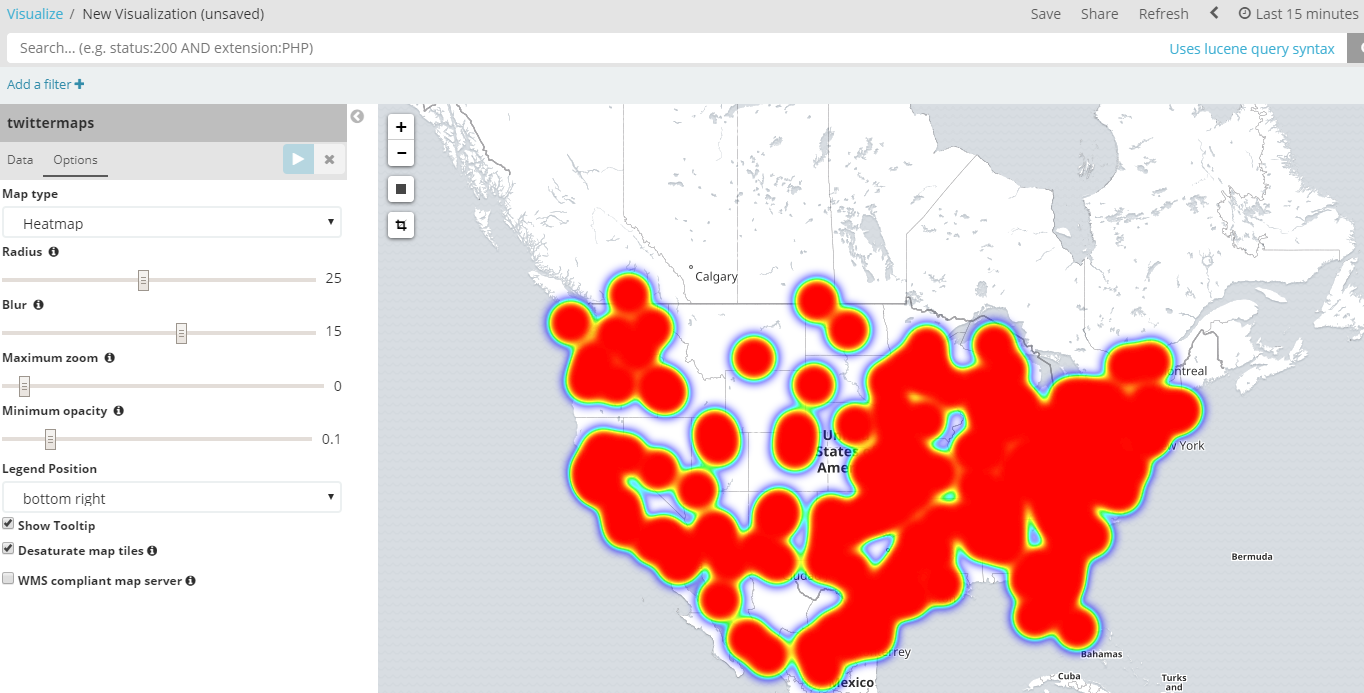 Visualize / New Visualization (unsaved)
Save Share Refresh Last 15 minutes
Search... (e.g. status:200 AND extension:PHP)
Uses lucene query syntax
Add a filter
twittermaps
Data Options
Map type
Heatmap
Radius
25
Blur
15
Maximum zoom
0
Minimum opacity
0.1
Legend Position
bottom right
Show Tooltip
Desaturate map tiles
WMS compliant map server
+
−
Calgary
ontreal
York
States
Ame
Bermuda
rrey
Bahamas
exico
Cuba
Turks
and